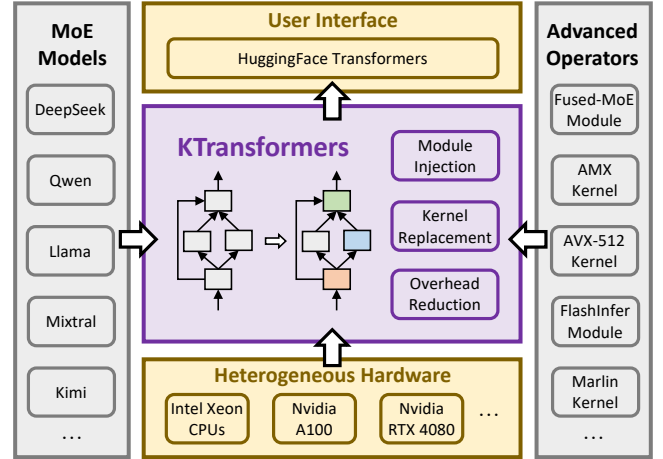 MoE
Models
DeepSeek
Qwen
Llama
Mixtral
Kimi
...
User Interface
HuggingFace Transformers
KTransformers
Module
Injection
Kernel
Replacement
Overhead
Reduction
Heterogeneous Hardware
Intel Xeon
CPUs
Nvidia
A100
Nvidia
RTX 4080
...
Advanced
Operators
Fused-MoE
Module
AMX
Kernel
AVX-512
Kernel
FlashInfer
Module
Marlin
Kernel
...